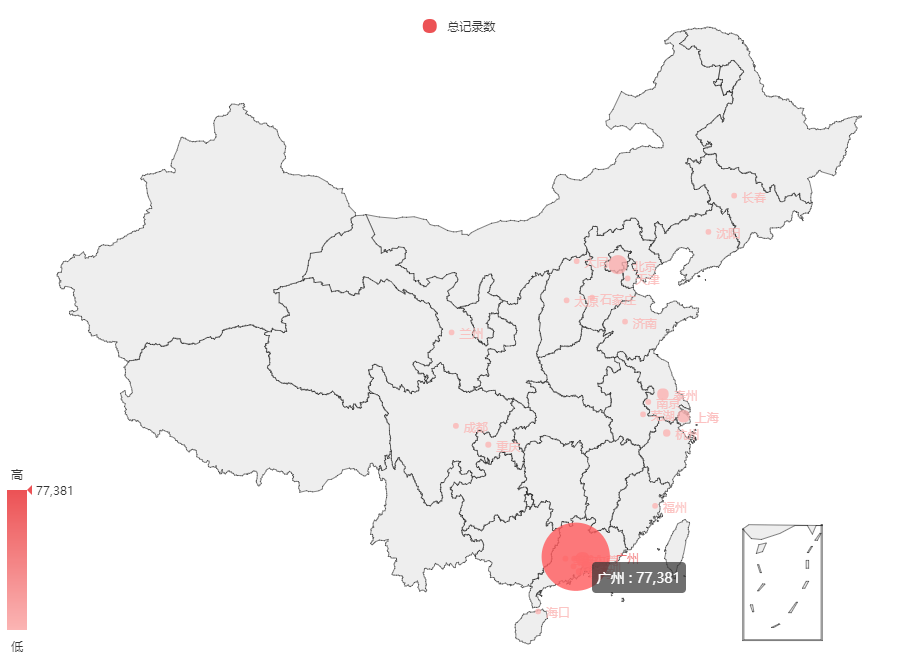 总记录数
长春
沈阳
北京
天津
太原
石家庄
济南
兰州
南京
上海
杭州
成都
重庆
福州
广州
广州 : 77,381
海口
高
77,381
低